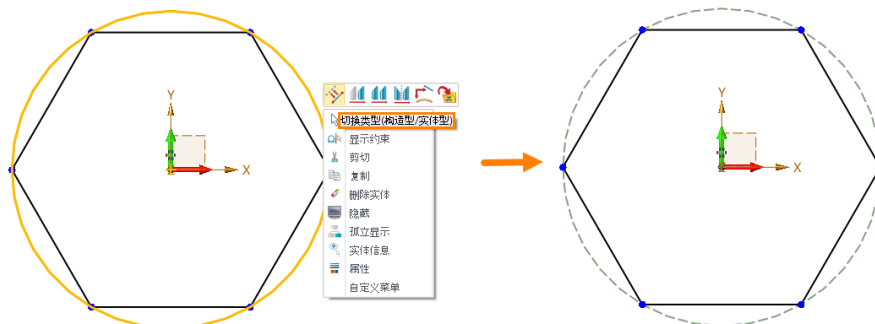 Y
X
切换类型(构造型/实体型)
显示约束
剪切
复制
删除实体
隐藏
孤立显示
实体信息
属性
自定义菜单
Y
X